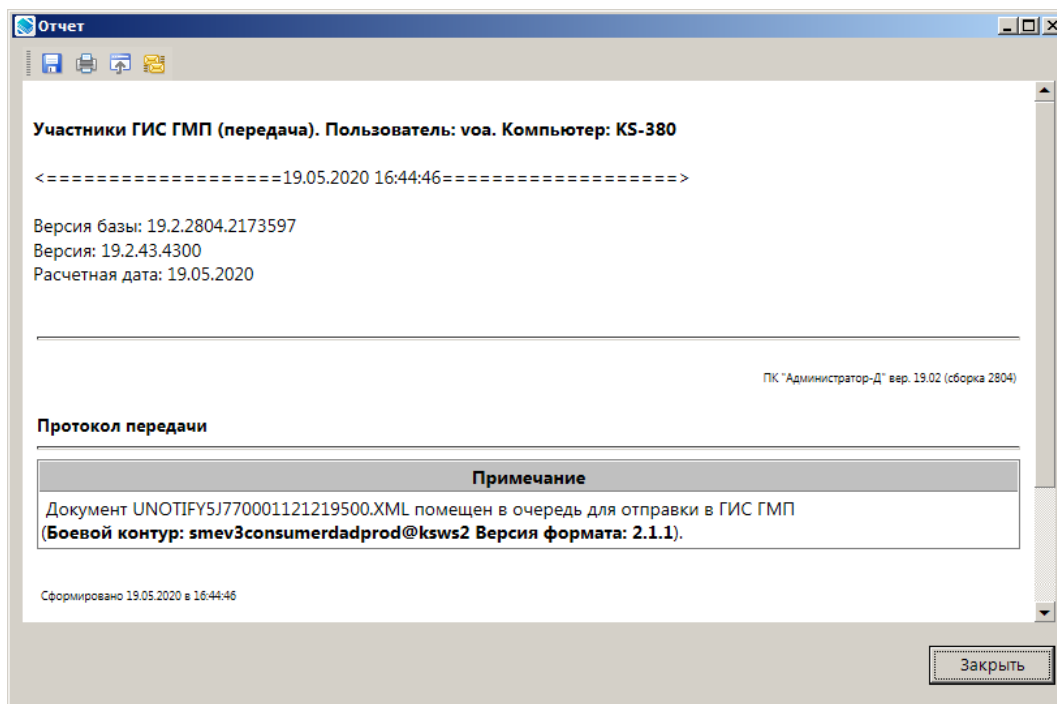 Отчет
Участники ГИС ГМП (передача). Пользователь: voa. Компьютер: KS-380
<===================19.05.2020 16:44:46===================>
Версия базы: 19.2.2804.2173597
Версия: 19.2.43.4300
Расчетная дата: 19.05.2020
ПК "Администратор-Д" вер. 19.02 (сборка 2804)
Протокол передачи
Примечание
Документ UNOTIFY5J770001121219500.XML помещен в очередь для отправки в ГИС ГМП
(Боевой контур: smev3consumerdadprod@ksws2 Версия формата: 2.1.1).
Сформировано 19.05.2020 в 16:44:46
Закрыть